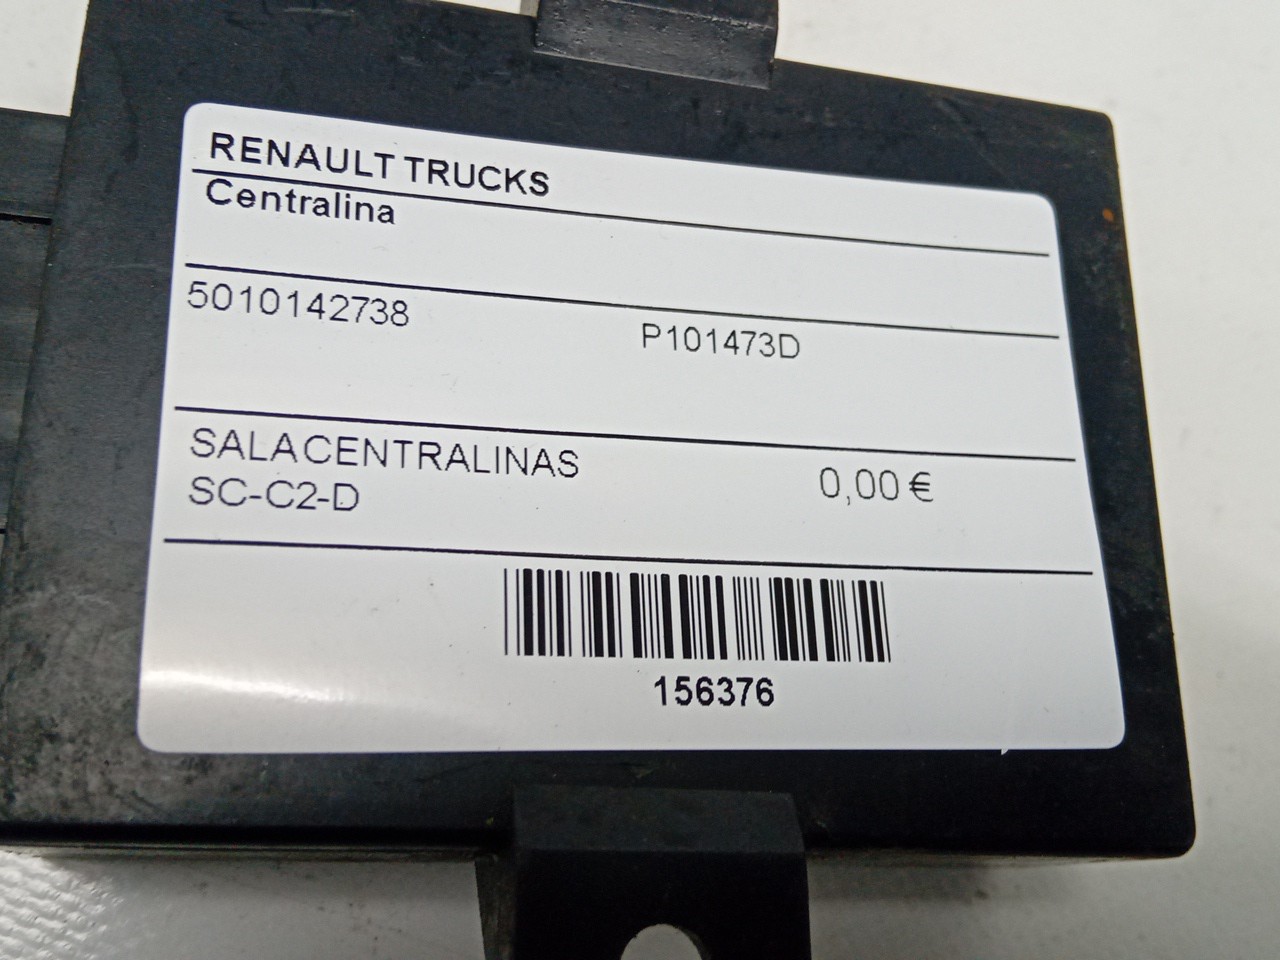 RENAULT TRUCKS
Centralina
5010142738
P101473D
SALACENTRALINAS
0,00 €
SC-C2-D
156376